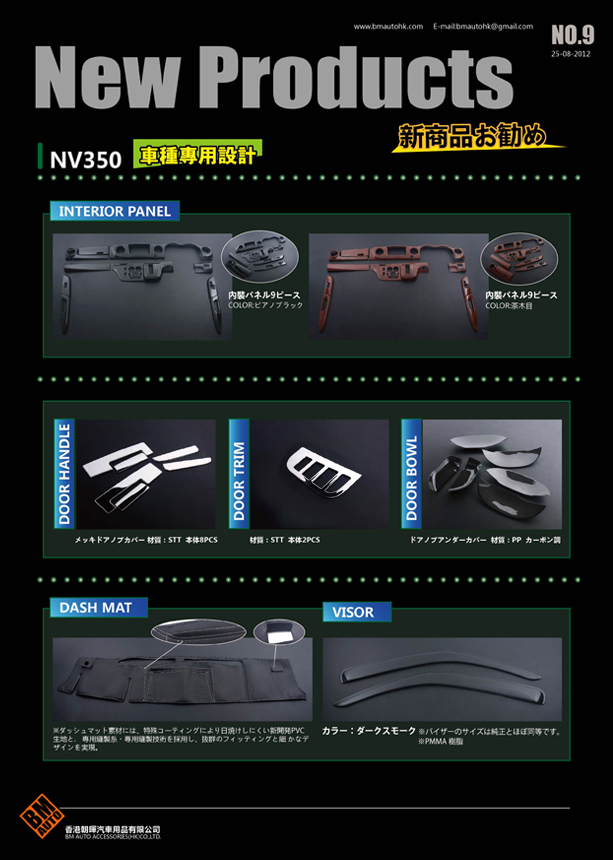 www.bmautohk.com E-mail:bmautohk@gmail.com
NO.9
25-08-2012
New Products
新商品お勧め
NV350 車種專用設計
INTERIOR PANEL
内裝パネル9ピース
COLOR:ピアノブラック
内裝パネル9ピース
COLOR:茶木目
DOOR HANDLE
DOOR TRIM
DOOR BOWL
メッキドアノブカバー 材質：STT 本体8PCS
材質：STT 本体2PCS
ドアノブアンダーカバー 材質：PP カーボン調
DASH MAT
VISOR
※ダッシュマット素材には、特殊コーティングにより日焼けしにくい新開発PVC
生地と、専用縫製糸・専用縫製技術を採用し、抜群のフィッティングと細かなデ
ザインを実現。
カラー：ダークスモーク ※バイザーのサイズは純正とほぼ同等です。
※PMMA 樹脂
BM
AUTO
香港朝暉汽車用品有限公司
BM AUTO ACCESSORIES(HK)CO,LTD.